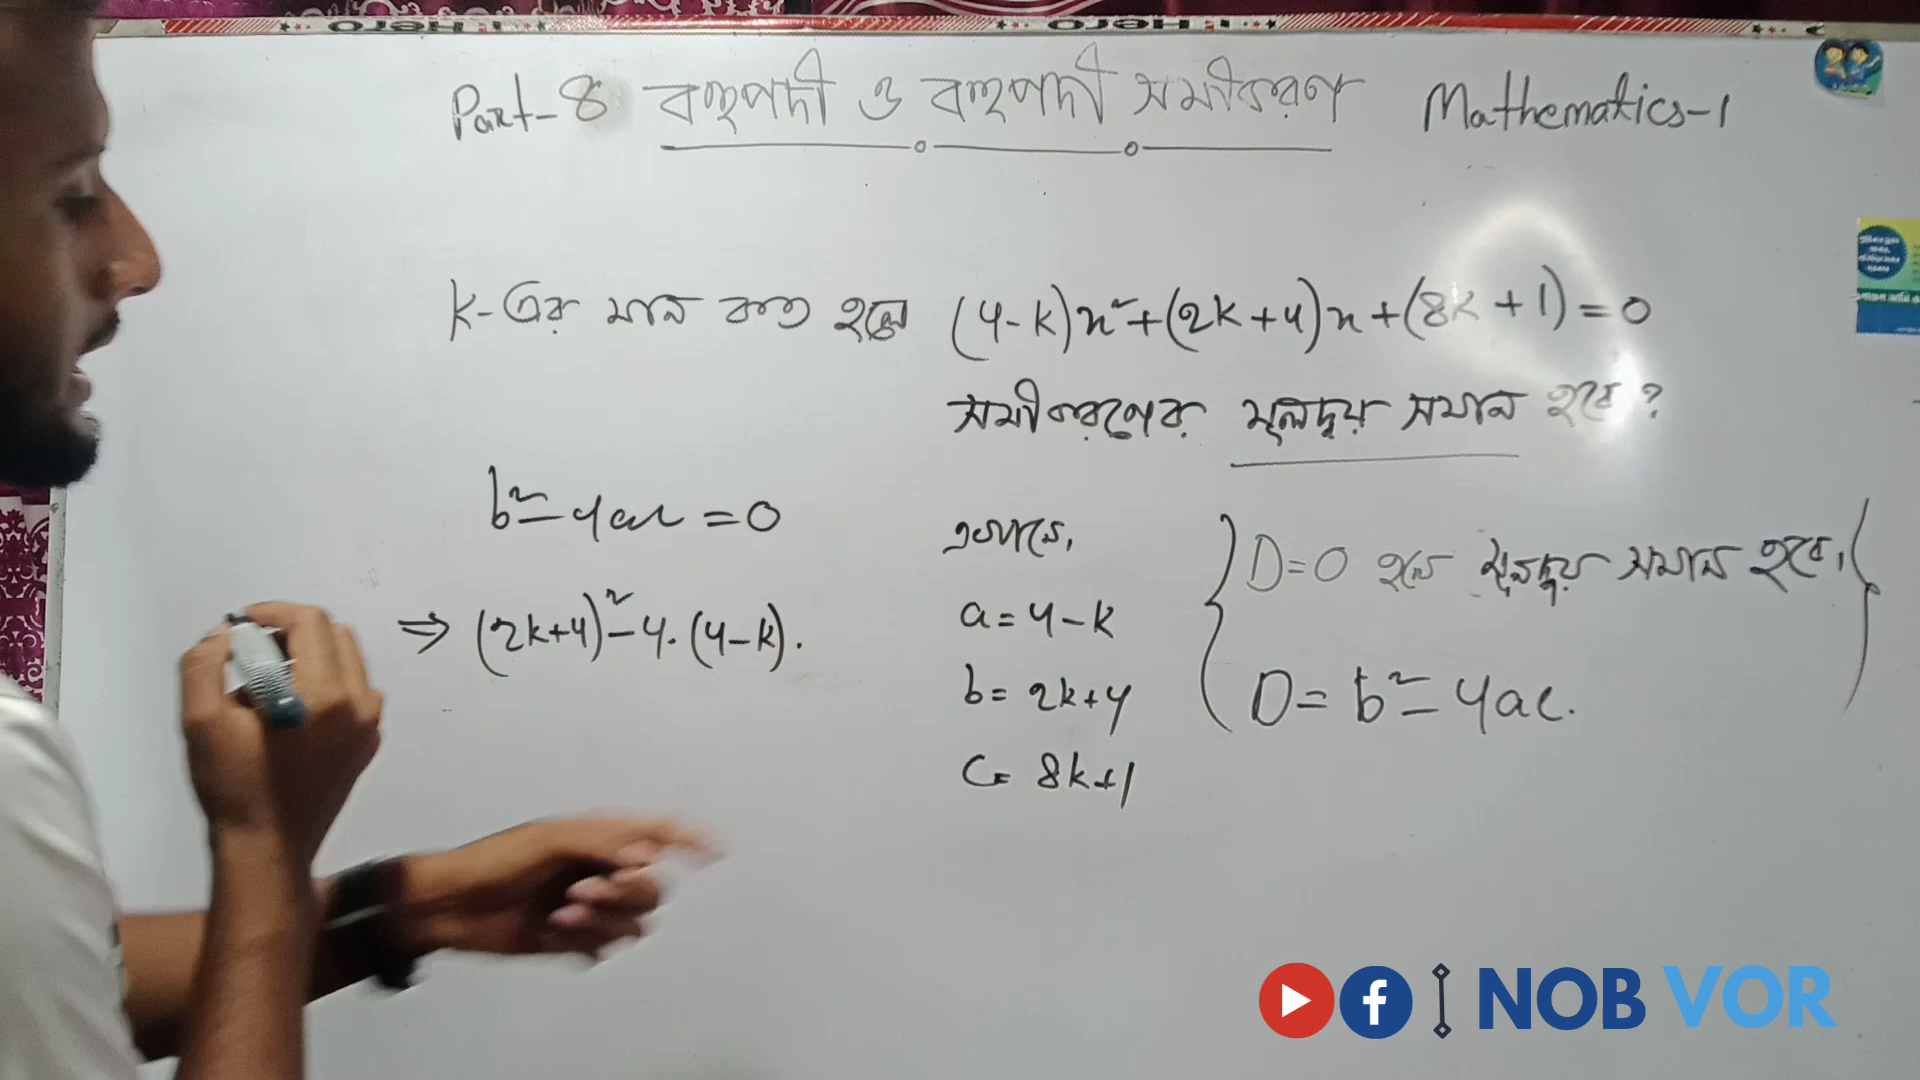 Part-8 বহুপদী ও বহুপদী সমীকরণ Mathematics-1
k-এর মান কত হলে (4-k)x²+(2k+4)x+(8k+1)=0
সমীকরণের মূলদ্বয় সমান হবে?
b²-4ac=0
⇒ (2k+4)²-4.(4-k).
এখানে,
a=4-k
b=2k+4
c=8k+1
D=0 হলে মূলদ্বয় সমান হবে।
D=b²-4ac.
NOB VOR